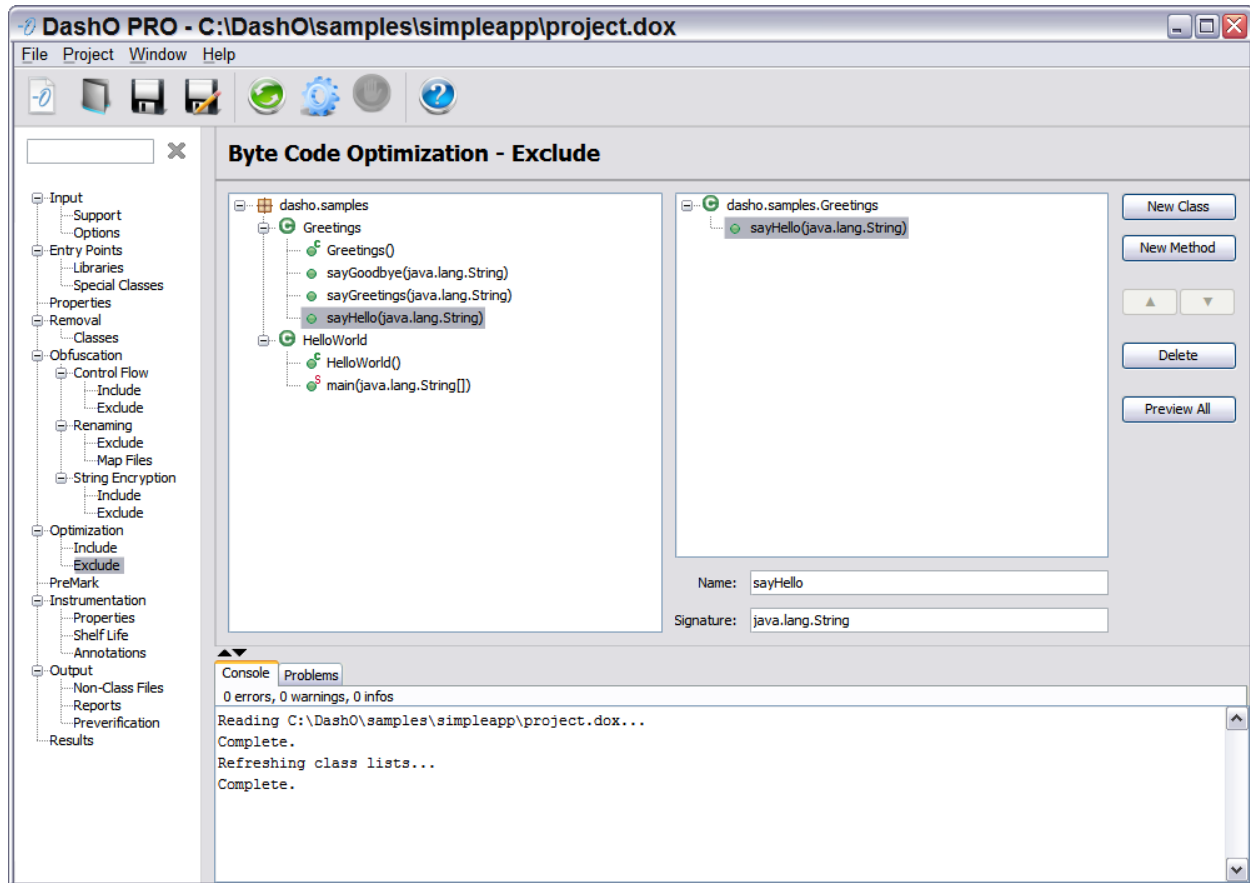 DashO PRO - C:\DashO\samples\simpleapp\project.dox
File Project Window Help
Byte Code Optimization - Exclude
Input
Support
Options
Entry Points
Libraries
Special Classes
Properties
Removal
Classes
Obfuscation
Control Flow
Include
Exclude
Renaming
Exclude
Map Files
String Encryption
Include
Exclude
Optimization
Include
Exclude
PreMark
Instrumentation
Properties
Shelf Life
Annotations
Output
Non-Class Files
Reports
Preverification
Results
dasho.samples
Greetings
Greetings()
sayGoodbye(java.lang.String)
sayGreetings(java.lang.String)
sayHello(java.lang.String)
HelloWorld
HelloWorld()
main(java.lang.String[])
dasho.samples.Greetings
sayHello(java.lang.String)
Name: sayHello
Signature: java.lang.String
New Class
New Method
Delete
Preview All
Console Problems
0 errors, 0 warnings, 0 infos
Reading C:\DashO\samples\simpleapp\project.dox...
Complete.
Refreshing class lists...
Complete.